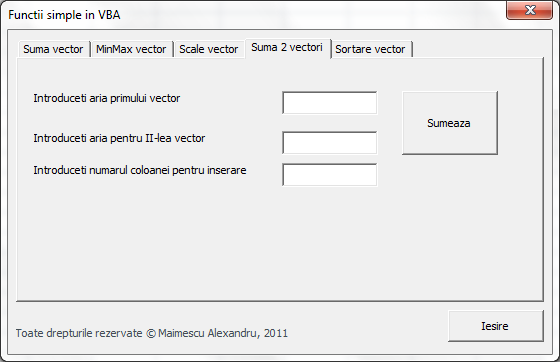 Functii simple in VBA
Suma vector MinMax vector Scale vector Suma 2 vectori Sortare vector
Introduceti aria primului vector
Sumeaza
Introduceti aria pentru II-lea vector
Introduceti numarul coloanei pentru inserare
Toate drepturile rezervate © Maimescu Alexandru, 2011
Iesire